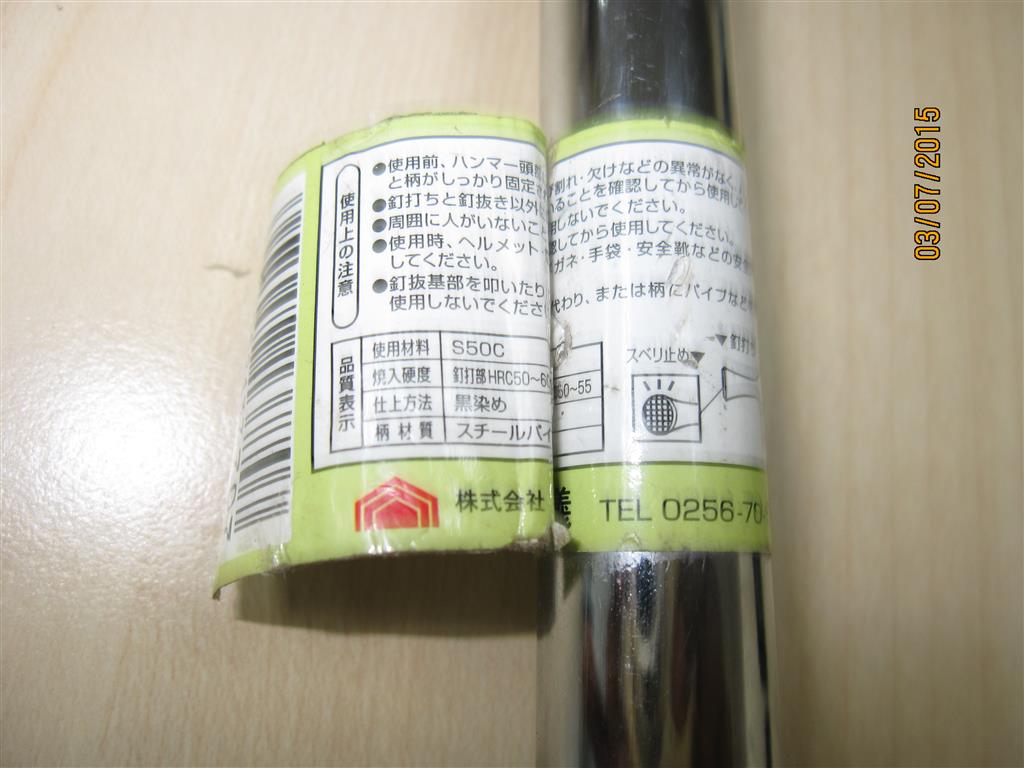 使用上の注意
●使用前、ハンマー頭
と柄がしっかり固定
●釘打ちと釘抜き以外
●周囲に人がいないこ
●使用時、ヘルメット・
してください。
●釘抜基部を叩いたり
使用しないでくださ
品質表示
使用材料 S50C
焼入硬度 釘打部HRC50~60
仕上方法 黒染め
柄材質 スチールパイ
株式会社
割れ・欠けなどの異常がなく、
ことを確認してから使用し
用しないでください。
認してから使用してください。
ガネ・手袋・安全靴などの安全
代わり、または柄にパイプなど
50~55
スベリ止め▼
▼釘打
義
TEL 0256-70-
03/07/2015